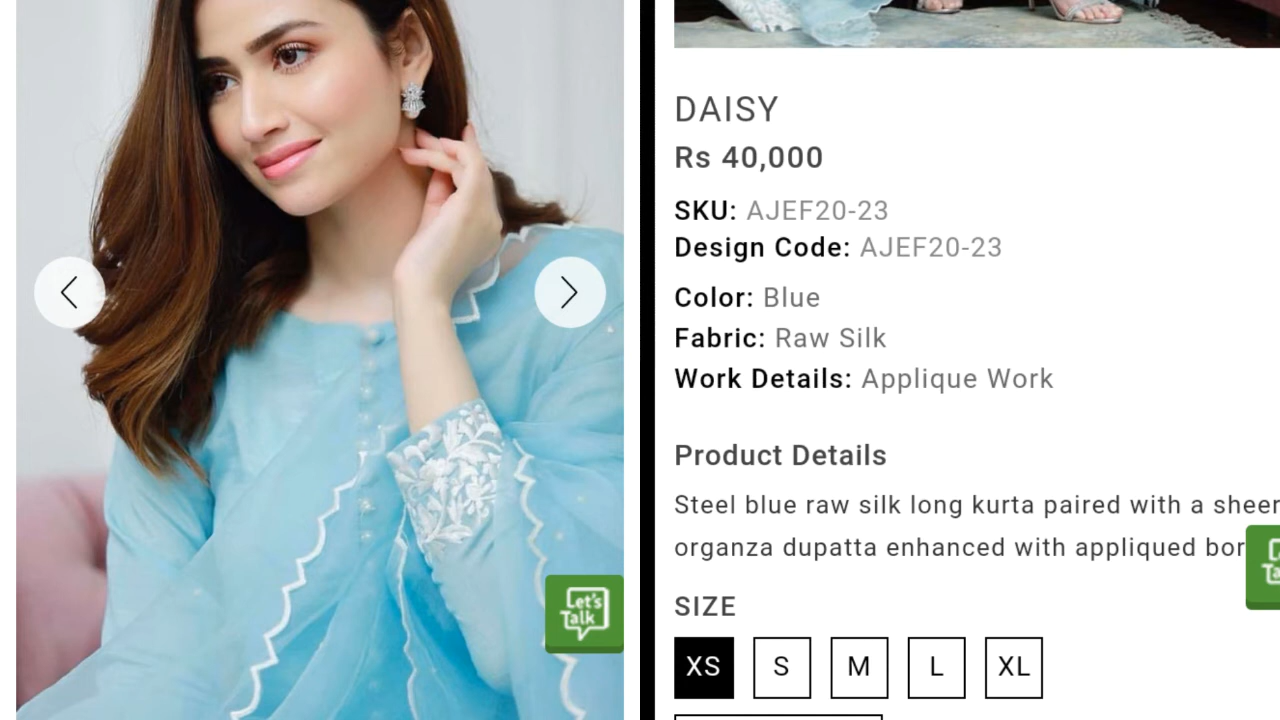 Let's
Talk
DAISY
Rs 40,000
SKU: AJEF20-23
Design Code: AJEF20-23
Color: Blue
Fabric: Raw Silk
Work Details: Applique Work
Product Details
Steel blue raw silk long kurta paired with a sheer
organza dupatta enhanced with appliqued bor
SIZE
XS S M L XL